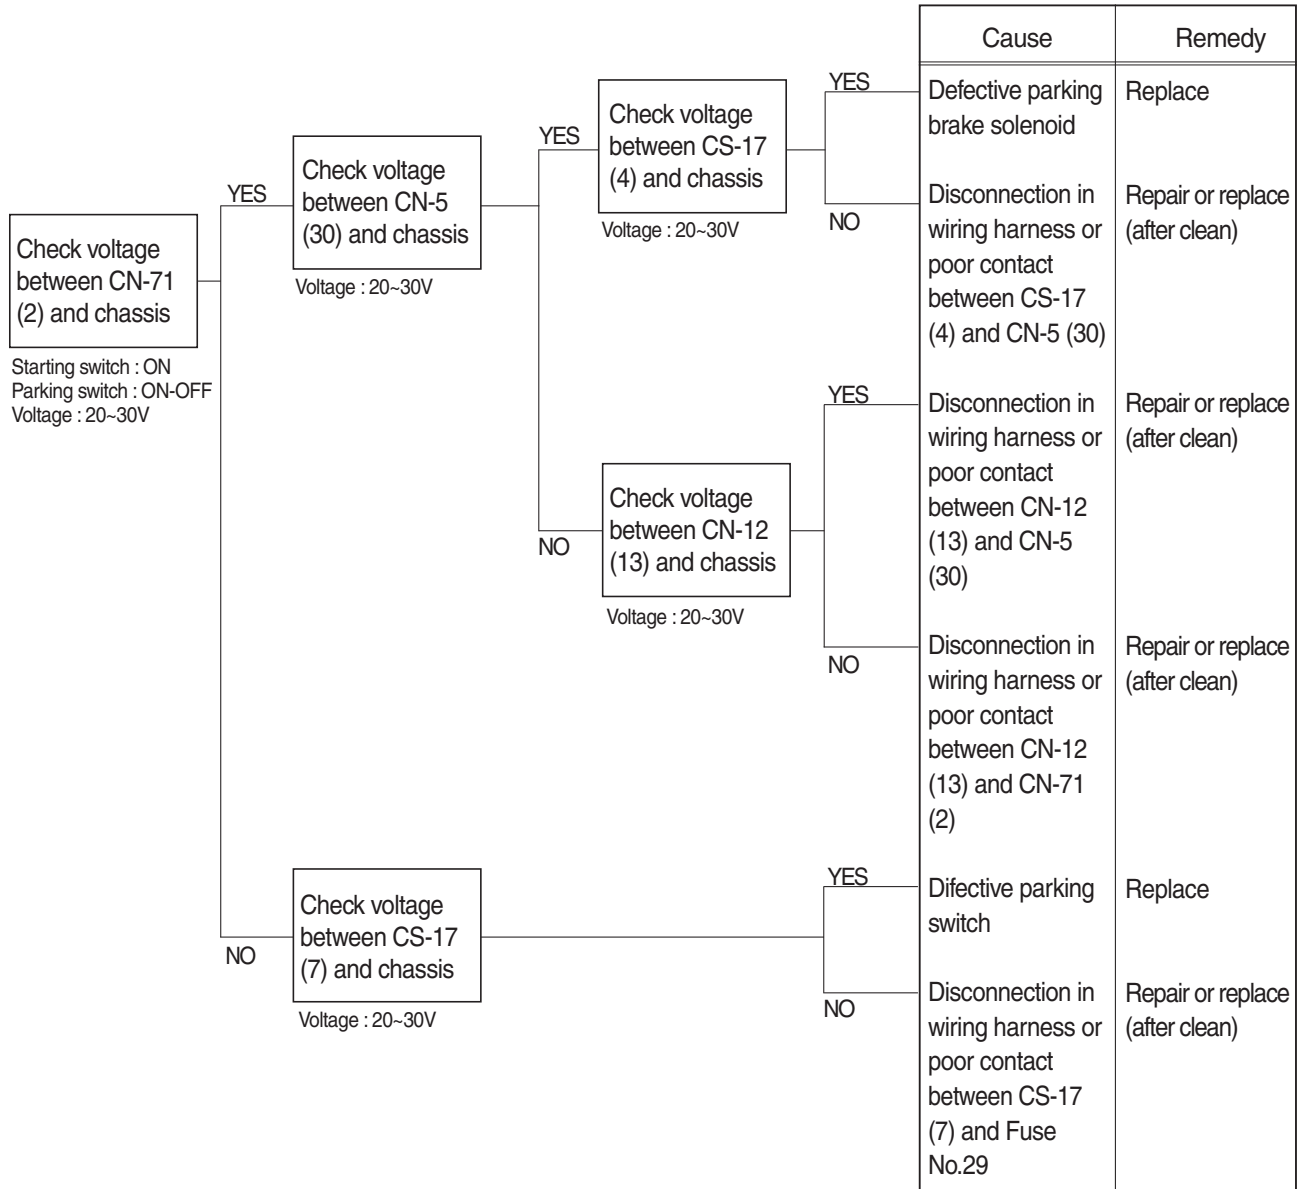 Cause
Remedy
Check voltage
between CN-71
(2) and chassis
Starting switch : ON
Parking switch : ON-OFF
Voltage : 20~30V
YES
Check voltage
between CN-5
(30) and chassis
Voltage : 20~30V
YES
Check voltage
between CS-17
(4) and chassis
Voltage : 20~30V
YES
Defective parking
brake solenoid
Replace
NO
Disconnection in
wiring harness or
poor contact
between CS-17
(4) and CN-5 (30)
Repair or replace
(after clean)
NO
Check voltage
between CN-12
(13) and chassis
Voltage : 20~30V
YES
Disconnection in
wiring harness or
poor contact
between CN-12
(13) and CN-5
(30)
Repair or replace
(after clean)
NO
Disconnection in
wiring harness or
poor contact
between CN-12
(13) and CN-71
(2)
Repair or replace
(after clean)
NO
Check voltage
between CS-17
(7) and chassis
Voltage : 20~30V
YES
Difective parking
switch
Replace
NO
Disconnection in
wiring harness or
poor contact
between CS-17
(7) and Fuse
No.29
Repair or replace
(after clean)